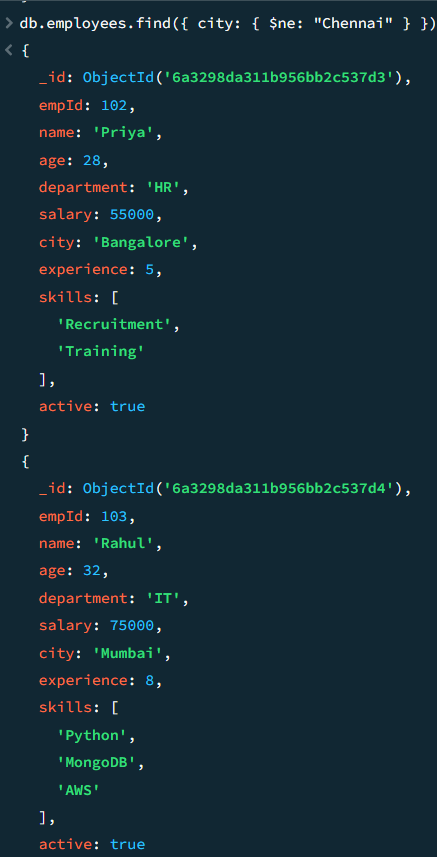 > db.employees.find({ city: { $ne: "Chennai" } })
< {
_id: ObjectId('6a3298da311b956bb2c537d3'),
empId: 102,
name: 'Priya',
age: 28,
department: 'HR',
salary: 55000,
city: 'Bangalore',
experience: 5,
skills: [
'Recruitment',
'Training'
],
active: true
}
{
_id: ObjectId('6a3298da311b956bb2c537d4'),
empId: 103,
name: 'Rahul',
age: 32,
department: 'IT',
salary: 75000,
city: 'Mumbai',
experience: 8,
skills: [
'Python',
'MongoDB',
'AWS'
],
active: true